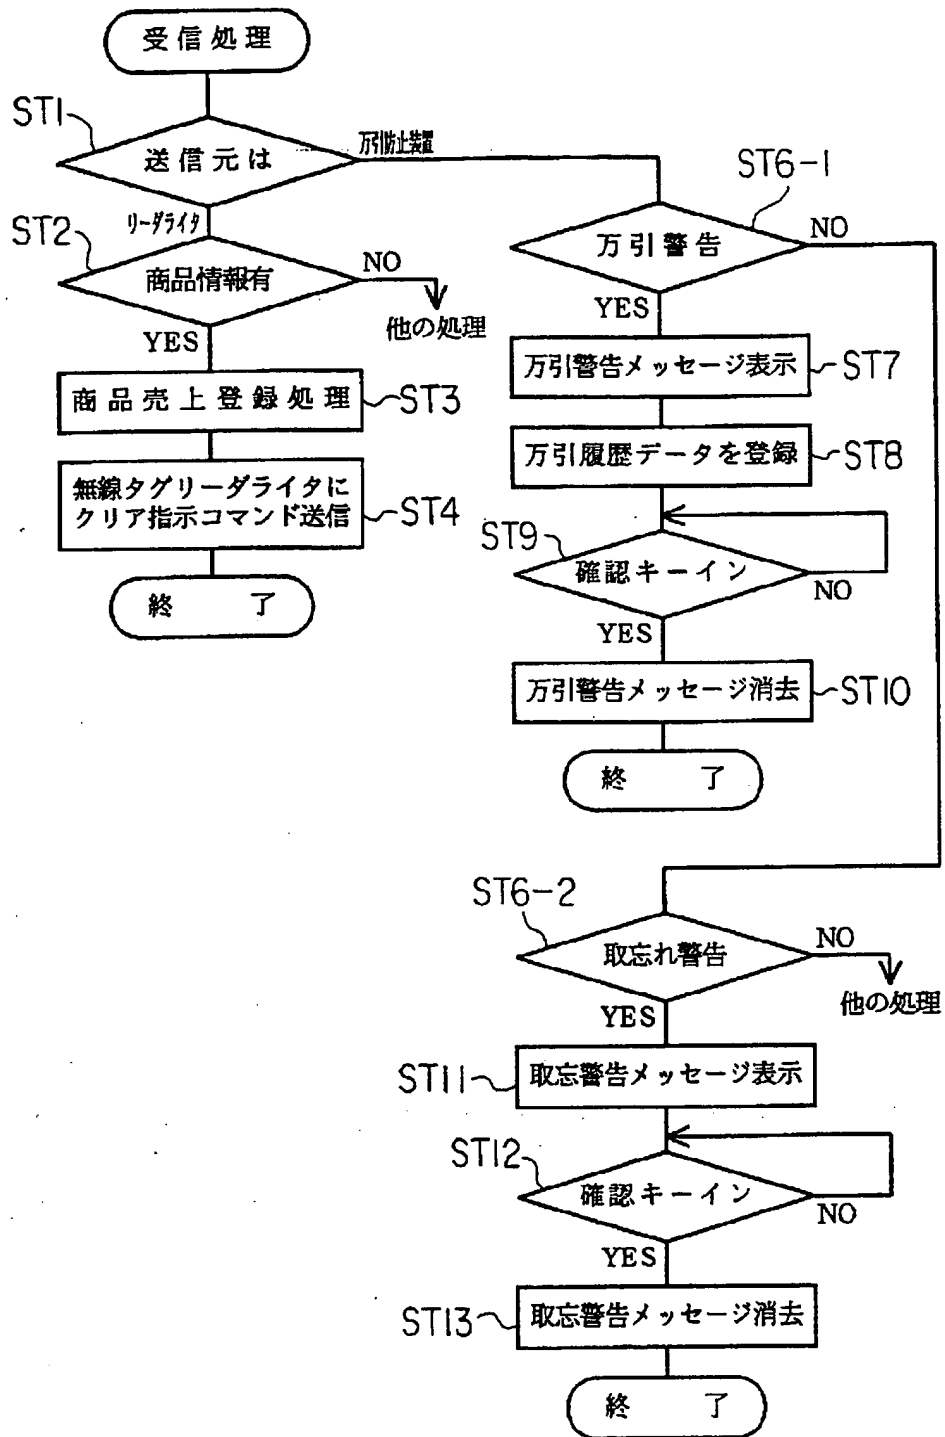 受信処理
ST1
送信元は
万引防止装置
リーダライタ
ST2
商品情報有
NO
他の処理
YES
商品売上登録処理
ST3
無線タグリーダライタに
クリア指示コマンド送信
ST4
終 了
ST6-1
万引警告
NO
YES
万引警告メッセージ表示
ST7
万引履歴データを登録
ST8
ST9
確認キーイン
NO
YES
万引警告メッセージ消去
ST10
終 了
ST6-2
取忘れ警告
NO
他の処理
YES
ST11
取忘警告メッセージ表示
ST12
確認キーイン
NO
YES
ST13
取忘警告メッセージ消去
終 了